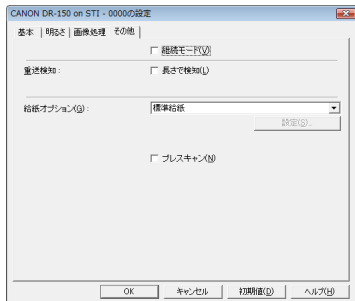 CANON DR-150 on STI - 0000の設定
基本 明るさ 画像処理 その他
継続モード(V)
重送検知: 長さで検知(L)
給紙オプション(G): 標準給紙
設定(S)...
プレスキャン(N)
OK キャンセル 初期値(D) ヘルプ(H)